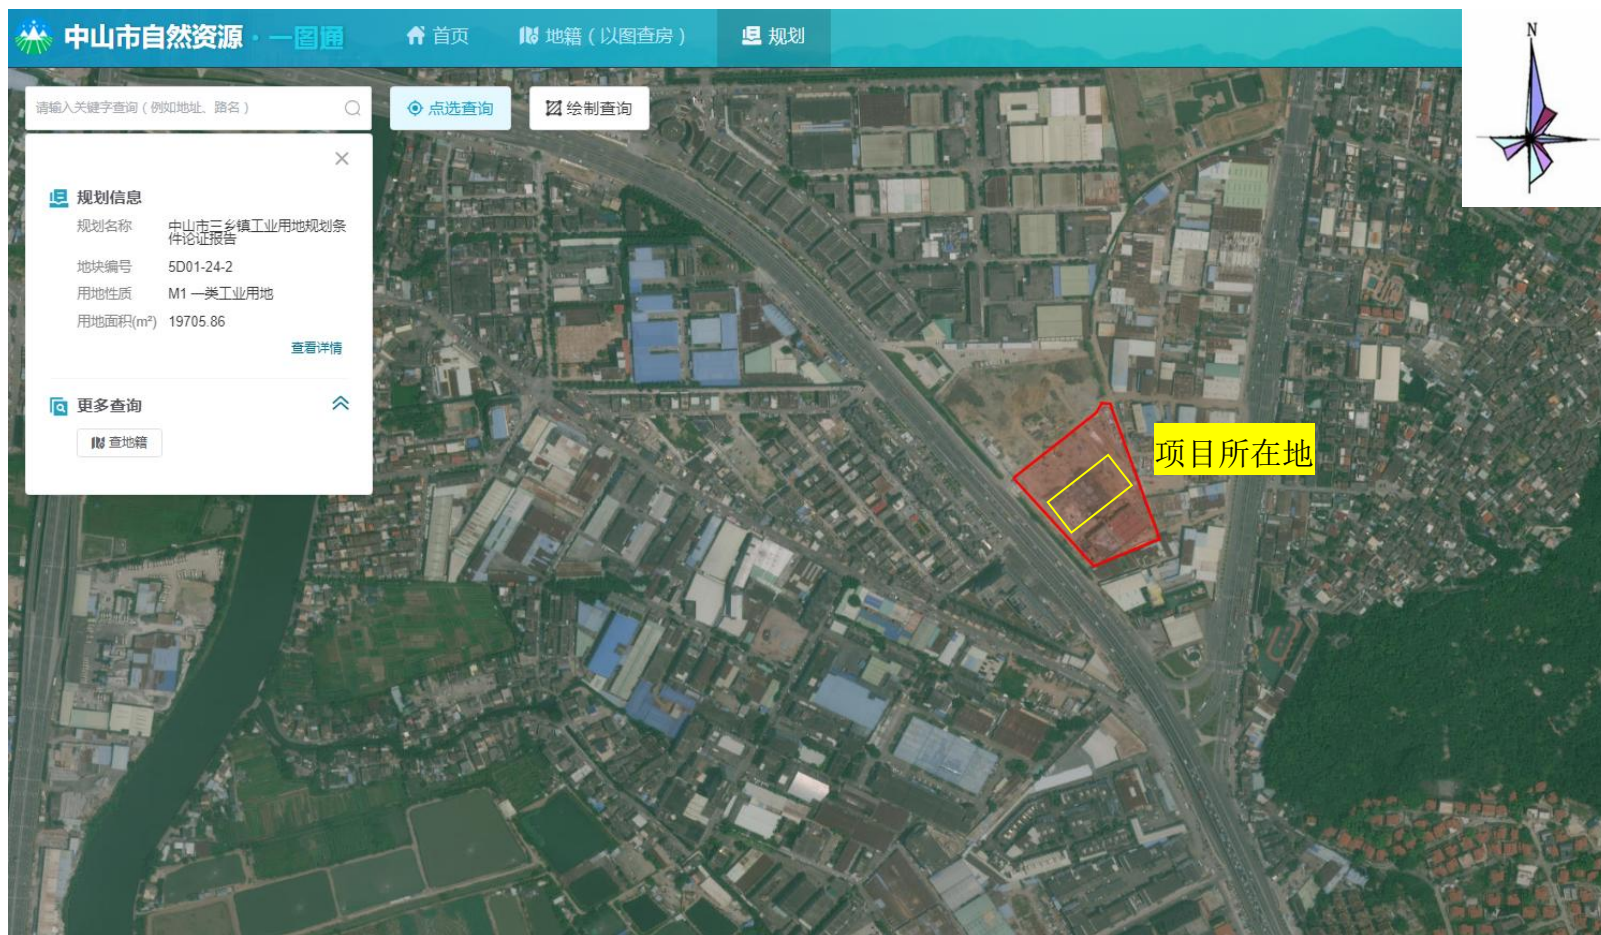 中山市自然资源·一图通
首页
地籍（以图查房）
规划
N
请输入关键字查询（例如地址、路名）
点选查询
绘制查询
规划信息
规划名称 中山市三乡镇工业用地规划条
件论证报告
地块编号 5D01-24-2
用地性质 M1 一类工业用地
用地面积(m²) 19705.86
查看详情
更多查询
查地籍
项目所在地